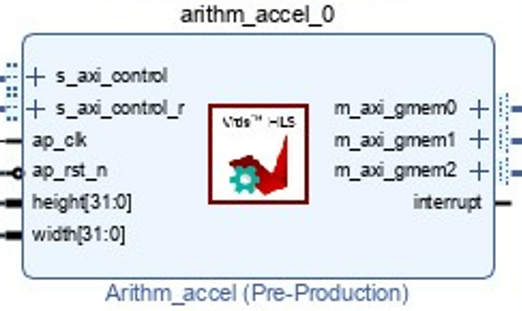 arithm_accel_0
s_axi_control
s_axi_control_r
ap_clk
ap_rst_n
height[31:0]
width[31:0]
Vitis™ HLS
m_axi_gmem0
m_axi_gmem1
m_axi_gmem2
interrupt
Arithm_accel (Pre-Production)